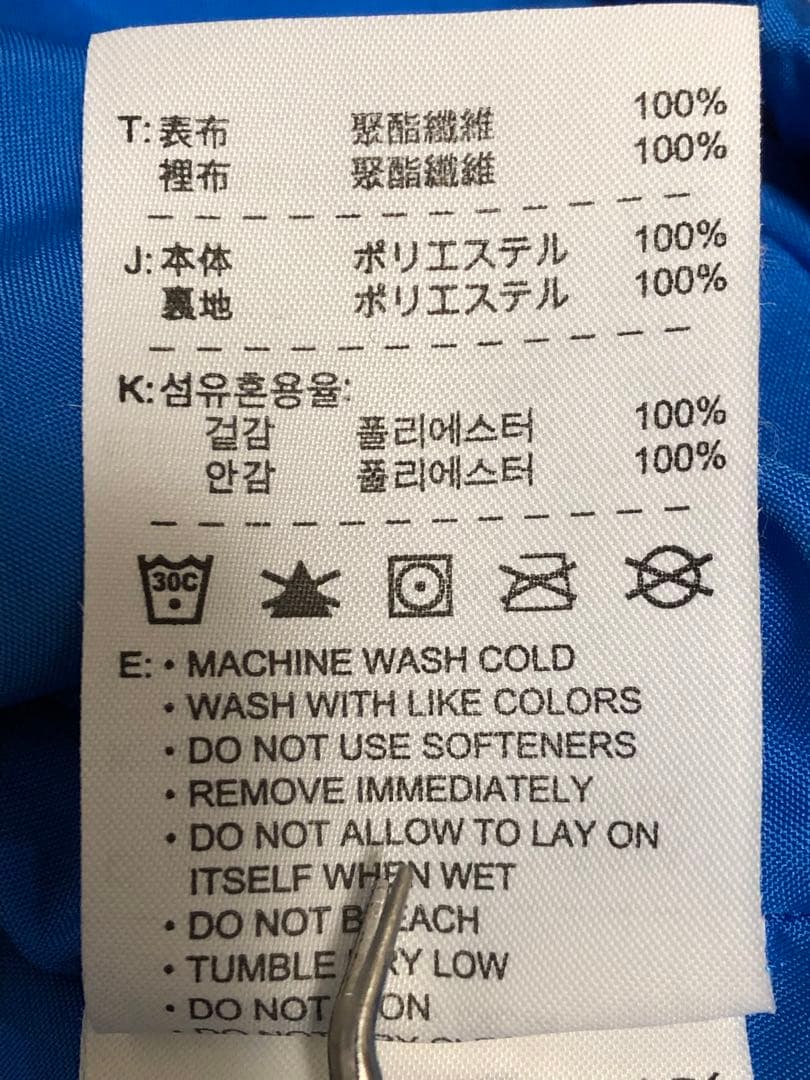 T: 表布 聚酯纖維 100%
裡布 聚酯纖維 100%
J: 本体 ポリエステル 100%
裏地 ポリエステル 100%
K: 섬유혼용율:
겉감 폴리에스터 100%
안감 폴리에스터 100%
30C
E: • MACHINE WASH COLD
• WASH WITH LIKE COLORS
• DO NOT USE SOFTENERS
• REMOVE IMMEDIATELY
• DO NOT ALLOW TO LAY ON
ITSELF WHEN WET
• DO NOT BLEACH
• TUMBLE DRY LOW
• DO NOT IRON